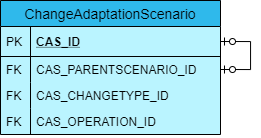 ChangeAdaptationScenario
PK CAS_ID
FK CAS_PARENTSCENARIO_ID
FK CAS_CHANGETYPE_ID
FK CAS_OPERATION_ID